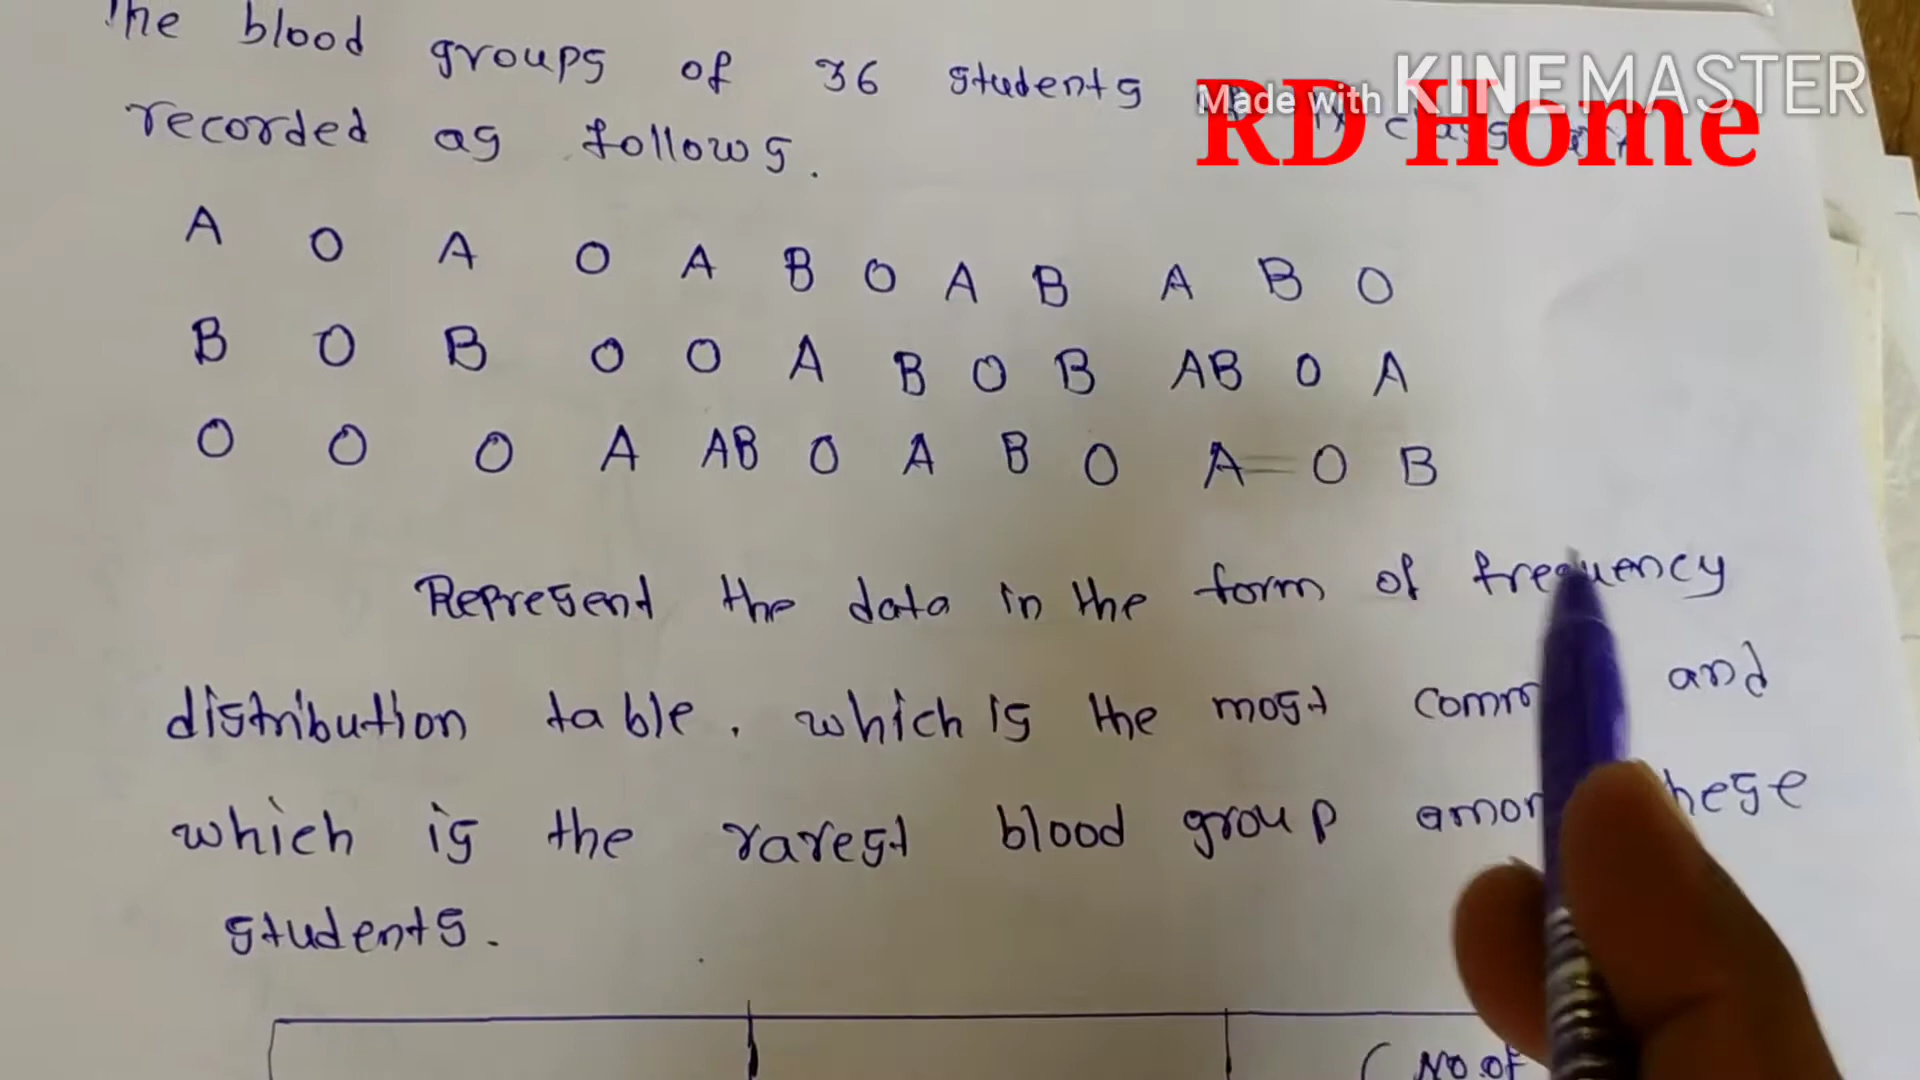 The blood groups of 36 students
recorded as follows.
Made with KINEMASTER
RD Home
A O A O A B O A B A B O
B O B O O A B O B AB O A
O O O A AB O A B O A O B
Represent the data in the form of frequency
distribution table. which is the most and
which is the rarest blood group
students.
(No of